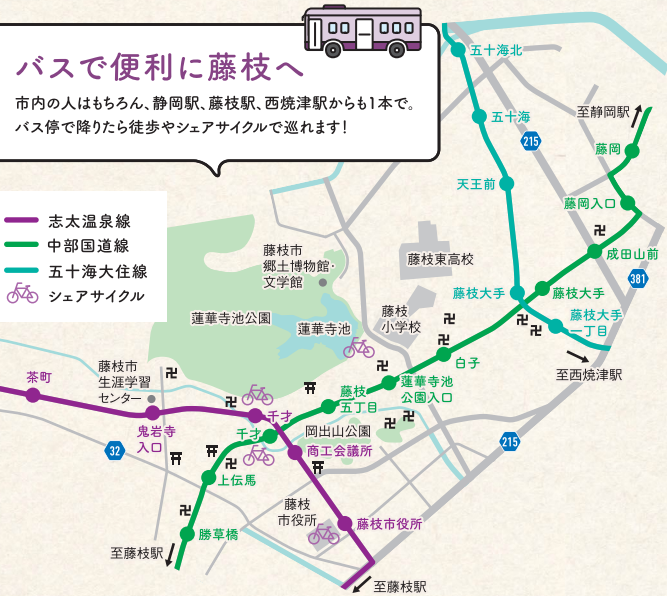 バスで便利に藤枝へ
市内の人はもちろん、静岡駅、藤枝駅、西焼津駅からも1本で。
バス停で降りたら徒歩やシェアサイクルで巡れます!
志太温泉線
中部国道線
五十海大住線
シェアサイクル
五十海北
五十海
215
至静岡駅
藤岡
天王前
藤岡入口
成田山前
藤枝市
郷土博物館・
文学館
藤枝東高校
381
藤枝大手
藤枝大手
蓮華寺池公園
蓮華寺池
藤枝
小学校
藤枝大手
一丁目
白子
至西焼津駅
茶町
藤枝市
生涯学習
センター
蓮華寺池
公園入口
藤枝
五丁目
千才
鬼岩寺
入口
千才
岡出山公園
215
32
商工会議所
上伝馬
藤枝
市役所
藤枝市役所
勝草橋
至藤枝駅
至藤枝駅